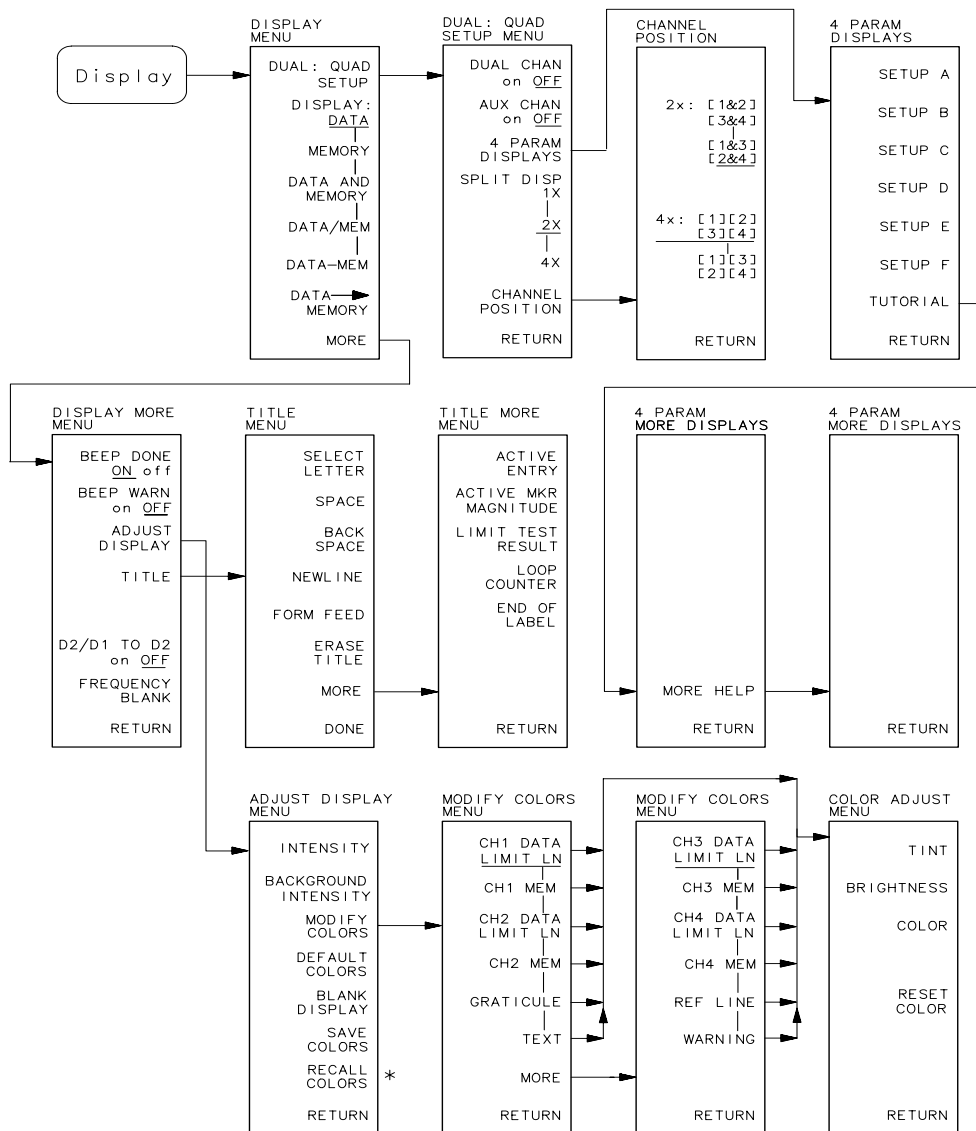 Display
DISPLAY
MENU
DUAL: QUAD
SETUP
DISPLAY:
DATA
MEMORY
DATA AND
MEMORY
DATA/MEM
DATA-MEM
DATA
MEMORY
MORE
DUAL: QUAD
SETUP MENU
DUAL CHAN
on OFF
AUX CHAN
on OFF
4 PARAM
DISPLAYS
SPLIT DISP
1X
2X
4X
CHANNEL
POSITION
RETURN
CHANNEL
POSITION
2x: [1&2]
[3&4]
[1&3]
[2&4]
4x: [1][2]
[3][4]
[1][3]
[2][4]
RETURN
4 PARAM
DISPLAYS
SETUP A
SETUP B
SETUP C
SETUP D
SETUP E
SETUP F
TUTORIAL
RETURN
DISPLAY MORE
MENU
BEEP DONE
ON off
BEEP WARN
on OFF
ADJUST
DISPLAY
TITLE
D2/D1 TO D2
on OFF
FREQUENCY
BLANK
RETURN
TITLE
MENU
SELECT
LETTER
SPACE
BACK
SPACE
NEWLINE
FORM FEED
ERASE
TITLE
MORE
DONE
TITLE MORE
MENU
ACTIVE
ENTRY
ACTIVE MKR
MAGNITUDE
LIMIT TEST
RESULT
LOOP
COUNTER
END OF
LABEL
RETURN
4 PARAM
MORE DISPLAYS
MORE HELP
RETURN
4 PARAM
MORE DISPLAYS
RETURN
ADJUST DISPLAY
MENU
INTENSITY
BACKGROUND
INTENSITY
MODIFY
COLORS
DEFAULT
COLORS
BLANK
DISPLAY
SAVE
COLORS
RECALL
COLORS *
RETURN
MODIFY COLORS
MENU
CH1 DATA
LIMIT LN
CH1 MEM
CH2 DATA
LIMIT LN
CH2 MEM
GRATICULE
TEXT
MORE
RETURN
MODIFY COLORS
MENU
CH3 DATA
LIMIT LN
CH3 MEM
CH4 DATA
LIMIT LN
CH4 MEM
REF LINE
WARNING
RETURN
COLOR ADJUST
MENU
TINT
BRIGHTNESS
COLOR
RESET
COLOR
RETURN